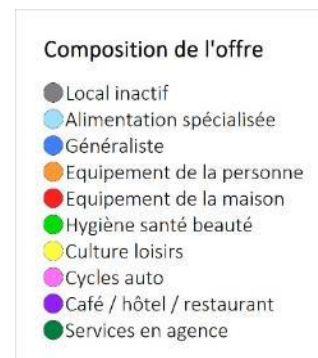 Composition de l'offre
Local inactif
Alimentation spécialisée
Généraliste
Equipement de la personne
Equipement de la maison
Hygiène santé beauté
Culture loisirs
Cycles auto
Café / hôtel / restaurant
Services en agence